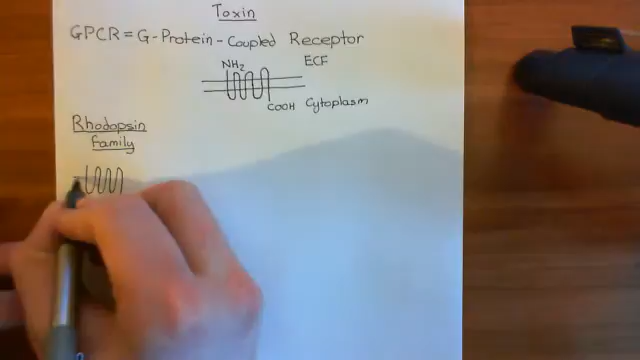 Toxin
GPCR = G-Protein-Coupled Receptor
NH2
ECF
COOH Cytoplasm
Rhodopsin
family